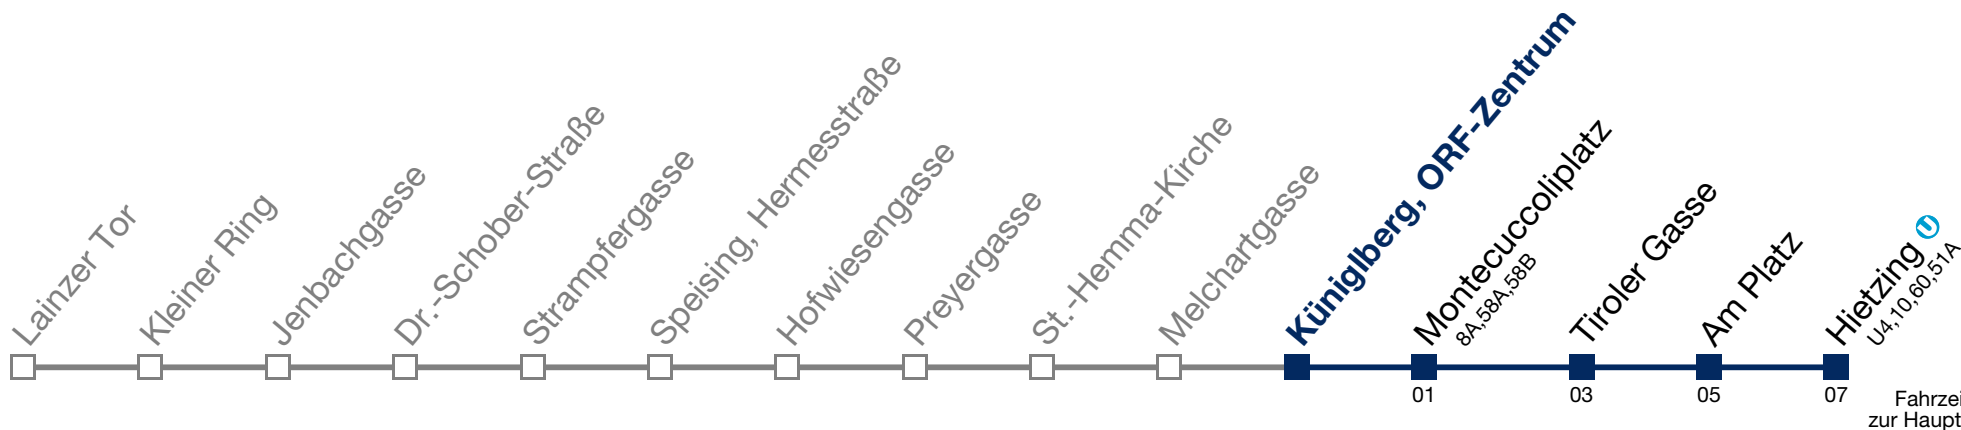 Lainzer Tor
Kleiner Ring
Jenbachgasse
Dr.-Schober-Straße
Strampfergasse
Speising, Hermesstraße
Hofwiesengasse
Preyergasse
St.-Hemma-Kirche
Melchartgasse
Küniglberg, ORF-Zentrum
Montecuccoliplatz
8A,58A,58B
Tiroler Gasse
Am Platz
Hietzing U
U4,10,60,51A
01
03
05
07
Fahrzei
zur Haupt